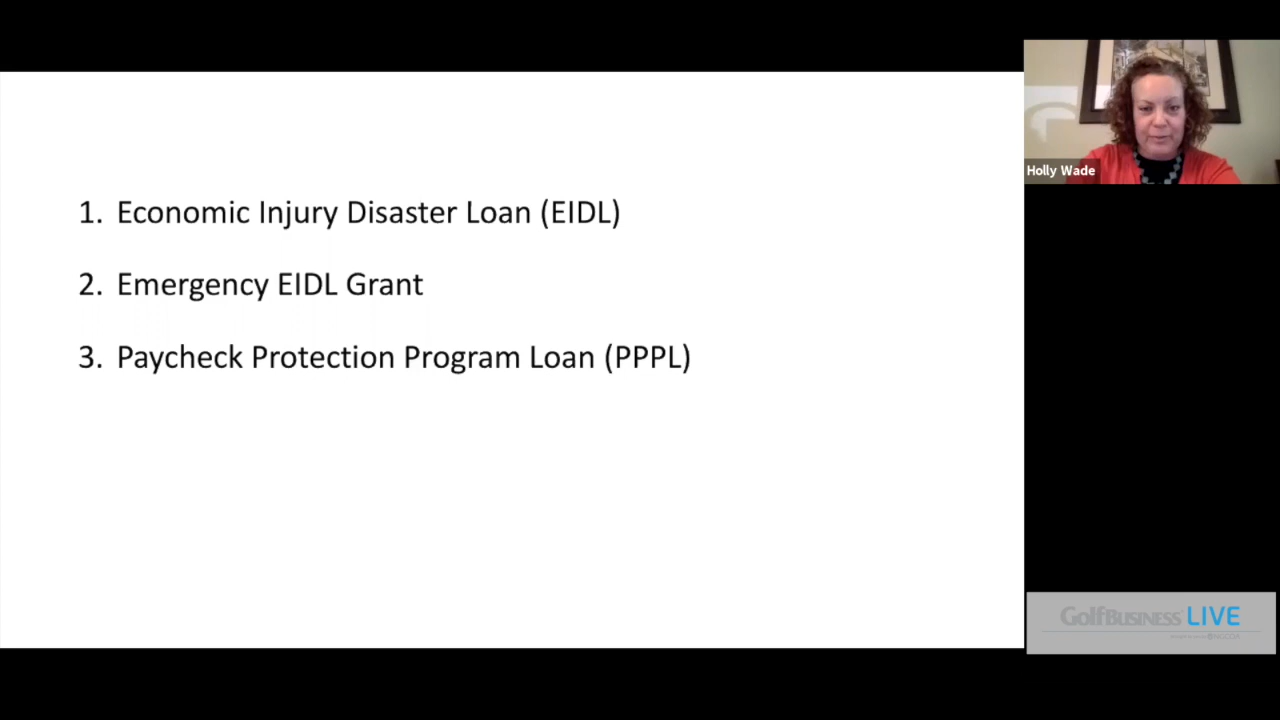 1. Economic Injury Disaster Loan (EIDL)
2. Emergency EIDL Grant
3. Paycheck Protection Program Loan (PPPL)
Holly Wade
GolfBUSINESS LIVE